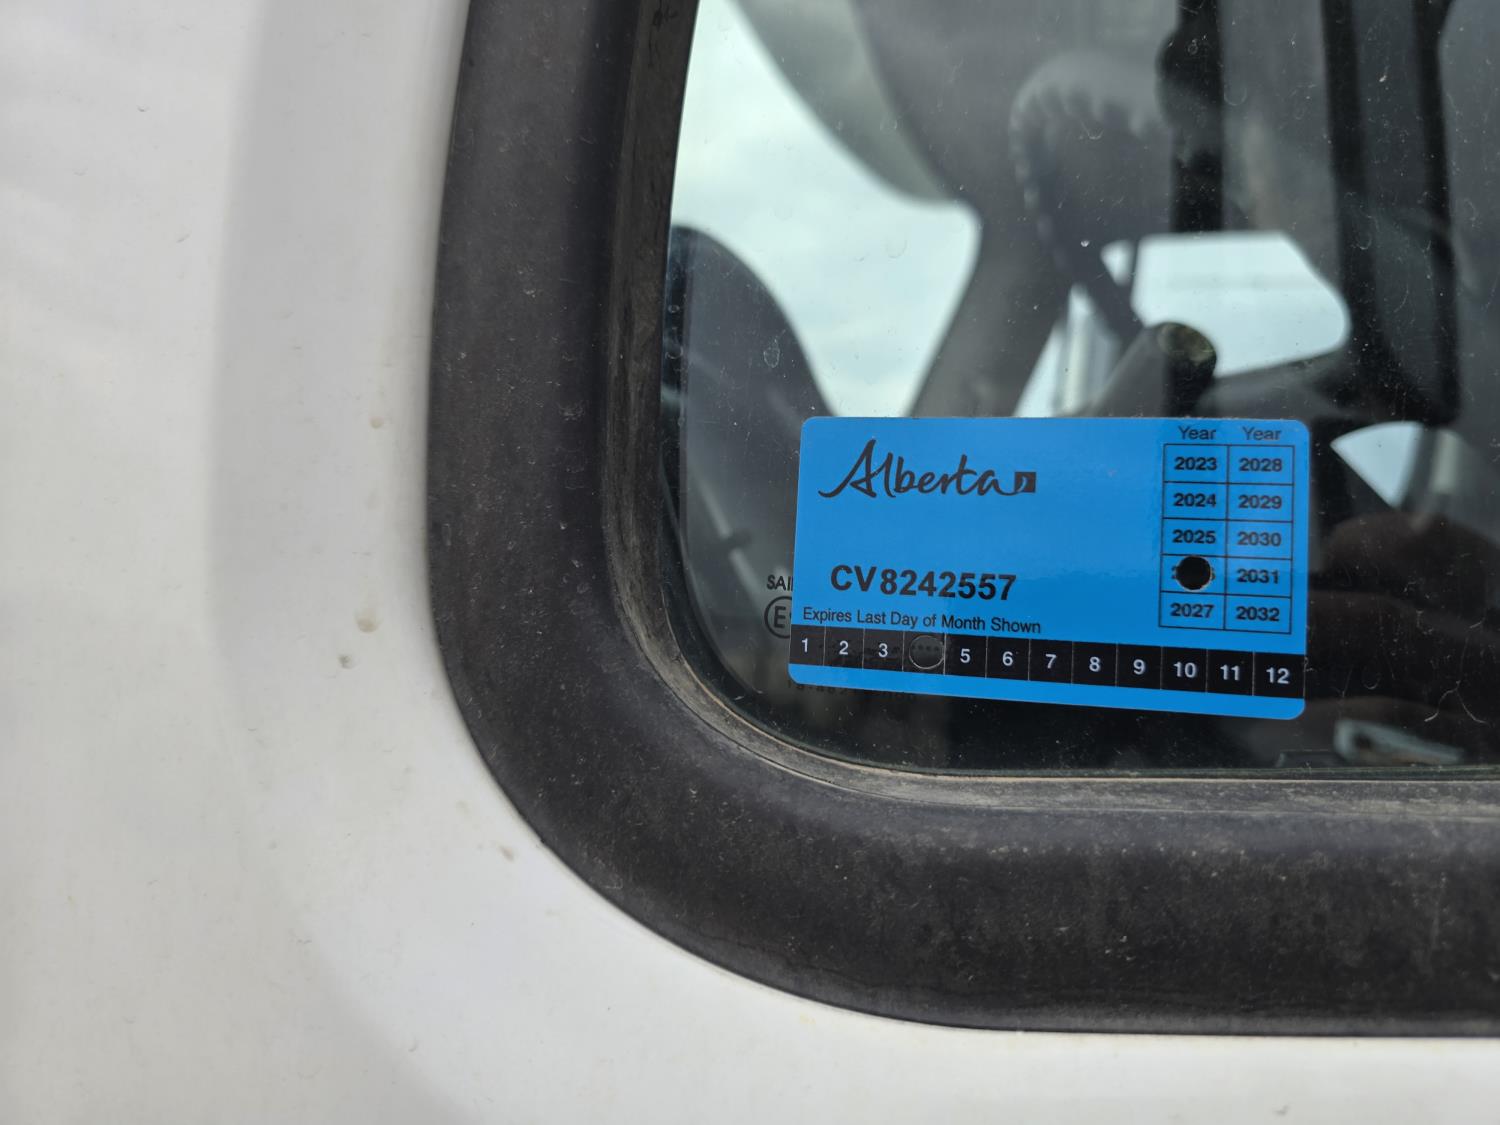 Alberta
Year Year
2023 2028
2024 2029
2025 2030
2031
2027 2032
CV8242557
Expires Last Day of Month Shown
1 2 3 5 6 7 8 9 10 11 12
E